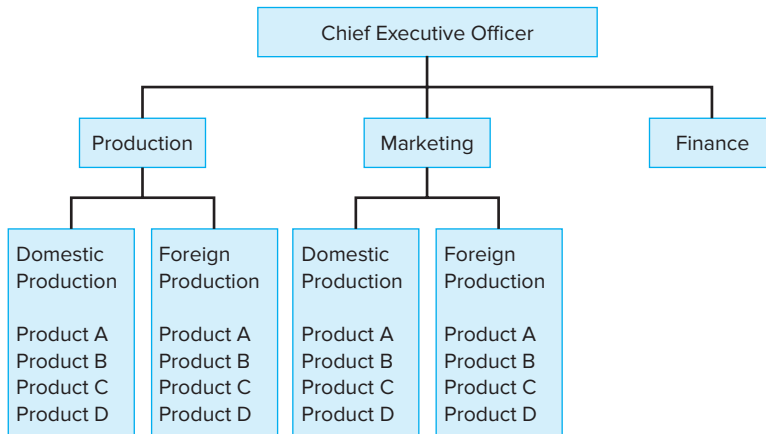 Chief Executive Officer
Production
Marketing
Finance
Domestic
Production
Product A
Product B
Product C
Product D
Foreign
Production
Product A
Product B
Product C
Product D
Domestic
Production
Product A
Product B
Product C
Product D
Foreign
Production
Product A
Product B
Product C
Product D